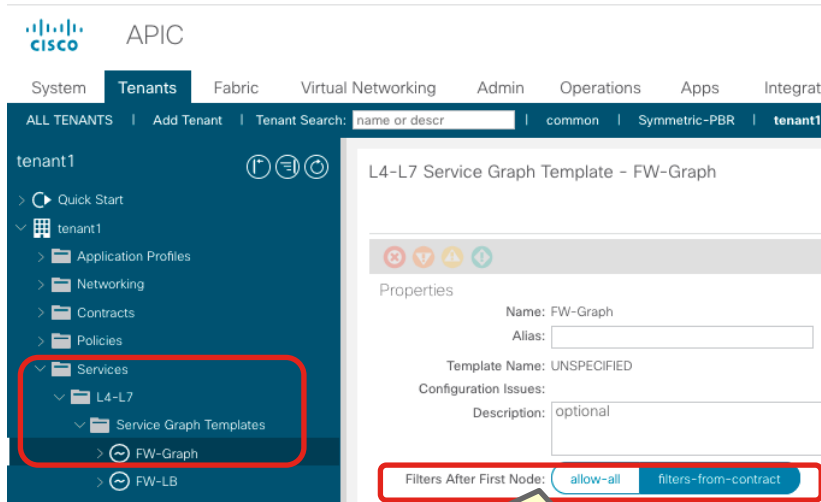 CISCO
APIC
System Tenants Fabric Virtual Networking Admin Operations Apps Integrat
ALL TENANTS | Add Tenant | Tenant Search: name or descr | common | Symmetric-PBR | tenant1
tenant1
Quick Start
tenant1
Application Profiles
Networking
Contracts
Policies
Services
L4-L7
Service Graph Templates
FW-Graph
FW-LB
L4-L7 Service Graph Template - FW-Graph
Properties
Name: FW-Graph
Alias:
Template Name: UNSPECIFIED
Configuration Issues:
Description: optional
Filters After First Node: allow-all filters-from-contract